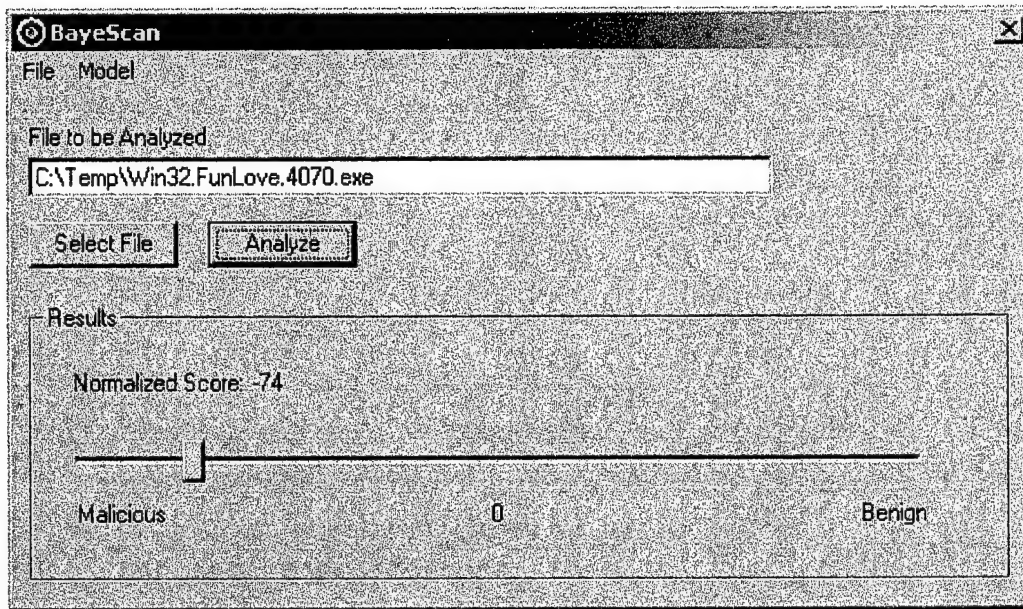 BayeScan
File Model
File to be Analyzed
C:\Temp\Win32.FunLove.4070.exe
Select File Analyze
Results
Normalized Score: -74
Malicious 0 Benign